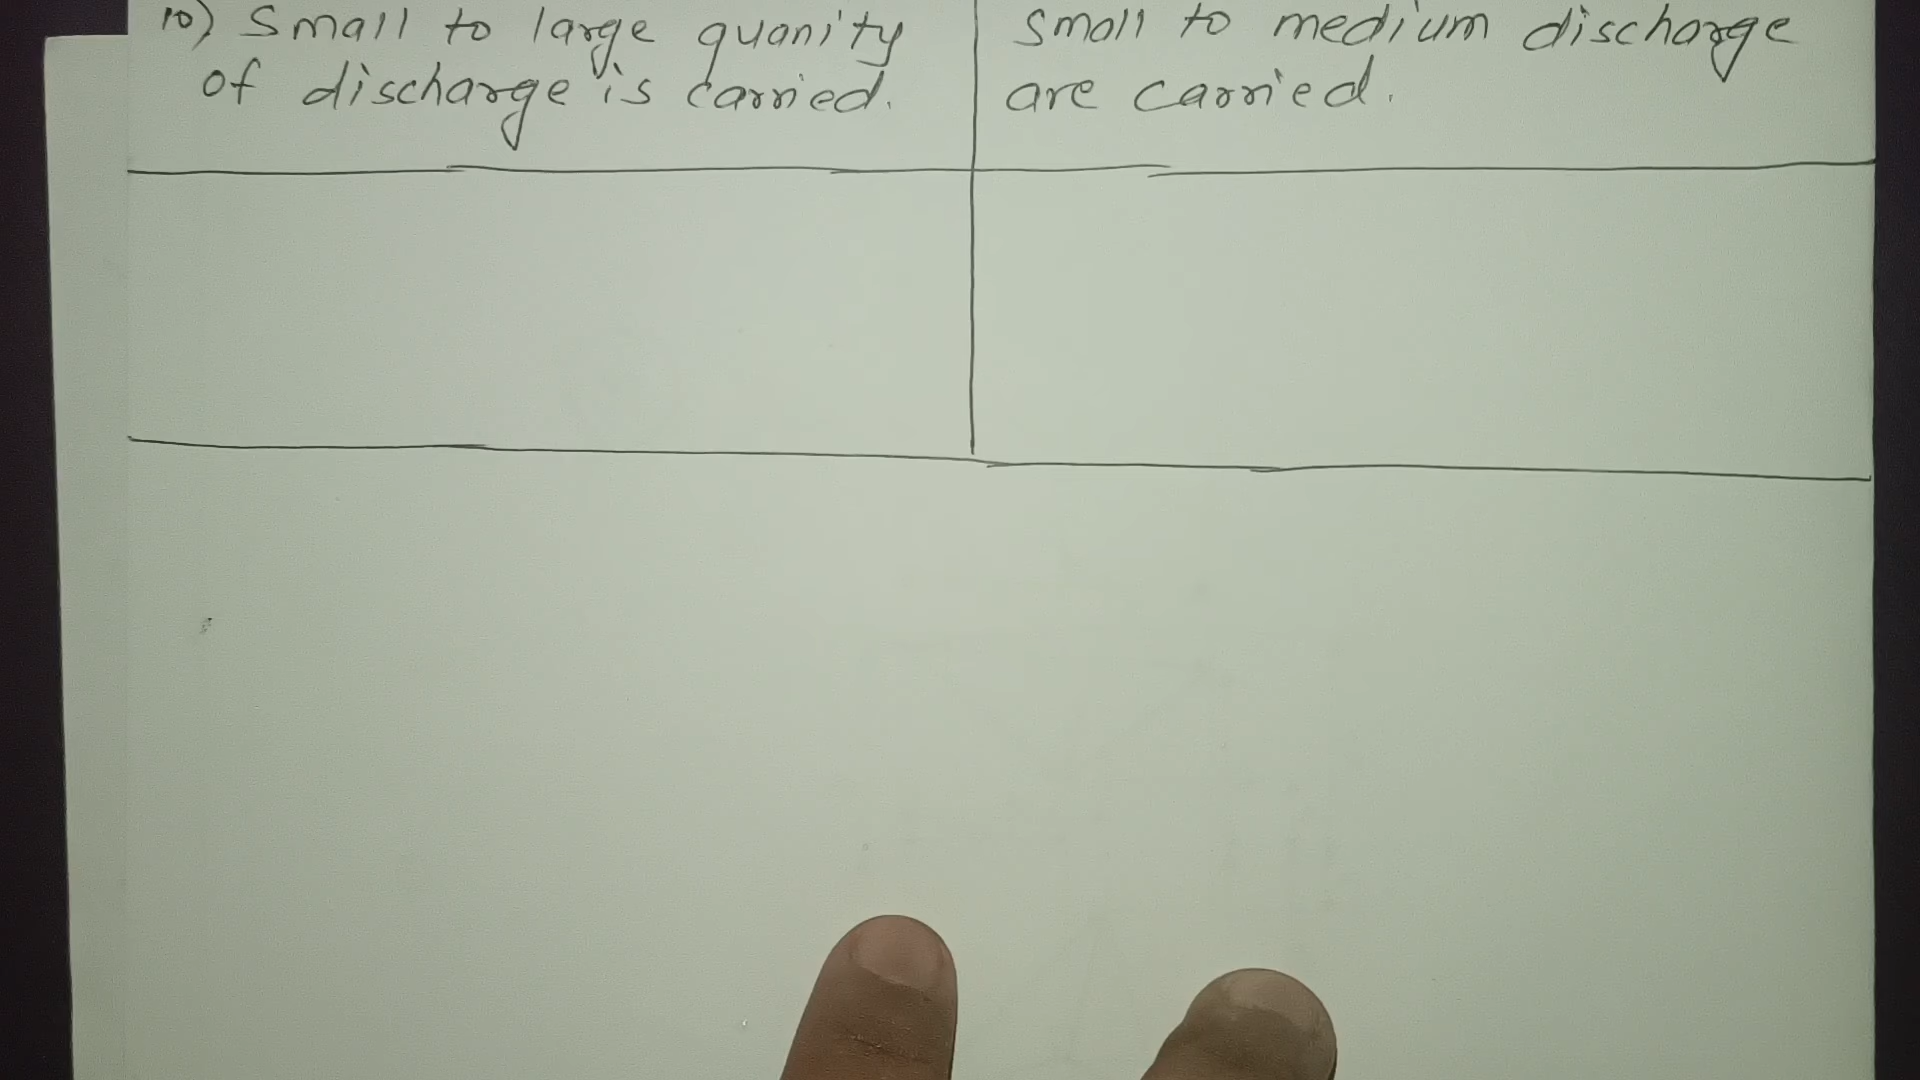 10) Small to large quanity
of discharge is carried.
Small to medium discharge
are carried.